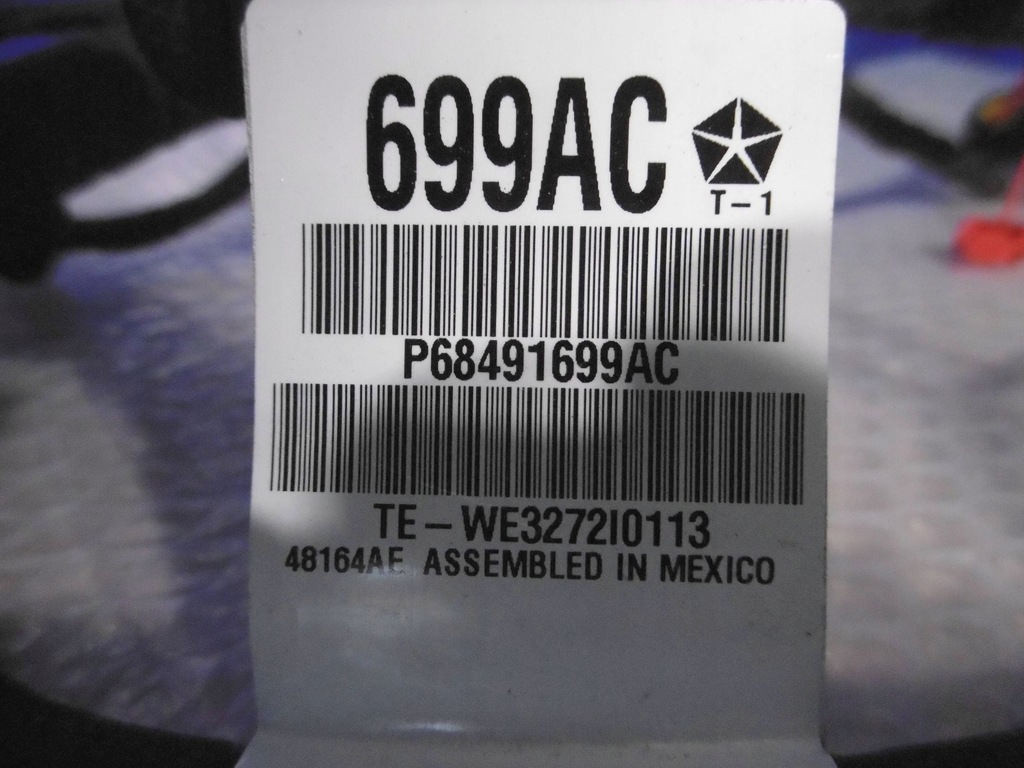 699AC
T-1
P68491699AC
TE-WE3272I0113
48164AE ASSEMBLED IN MEXICO